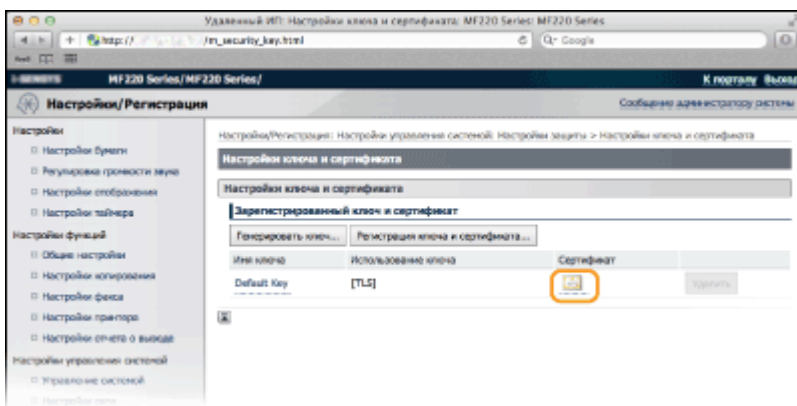 Удаленный ИП: Настройки ключа и сертификата: MF220 Series: MF220 Series
http:// /m_security_key.html
Google
MF220 Series/MF220 Series/
К порталу Выход
Настройки/Регистрация
Сообщение администратору системы
Настройки
Настройки бумаги
Регулировка громкости звука
Настройки отображения
Настройки таймера
Настройки функций
Общие настройки
Настройки копирования
Настройки факса
Настройки принтера
Настройки отчета о выводе
Настройки управления системой
Управление системой
Настройки сети
Настройки/Регистрация: Настройки управления системой: Настройки защиты > Настройки ключа и сертификата
Настройки ключа и сертификата
Настройки ключа и сертификата
Зарегистрированный ключ и сертификат
Генерировать ключ... Регистрация ключа и сертификата...
Имя ключа Использование ключа Сертификат
Default Key [TLS] Удалить